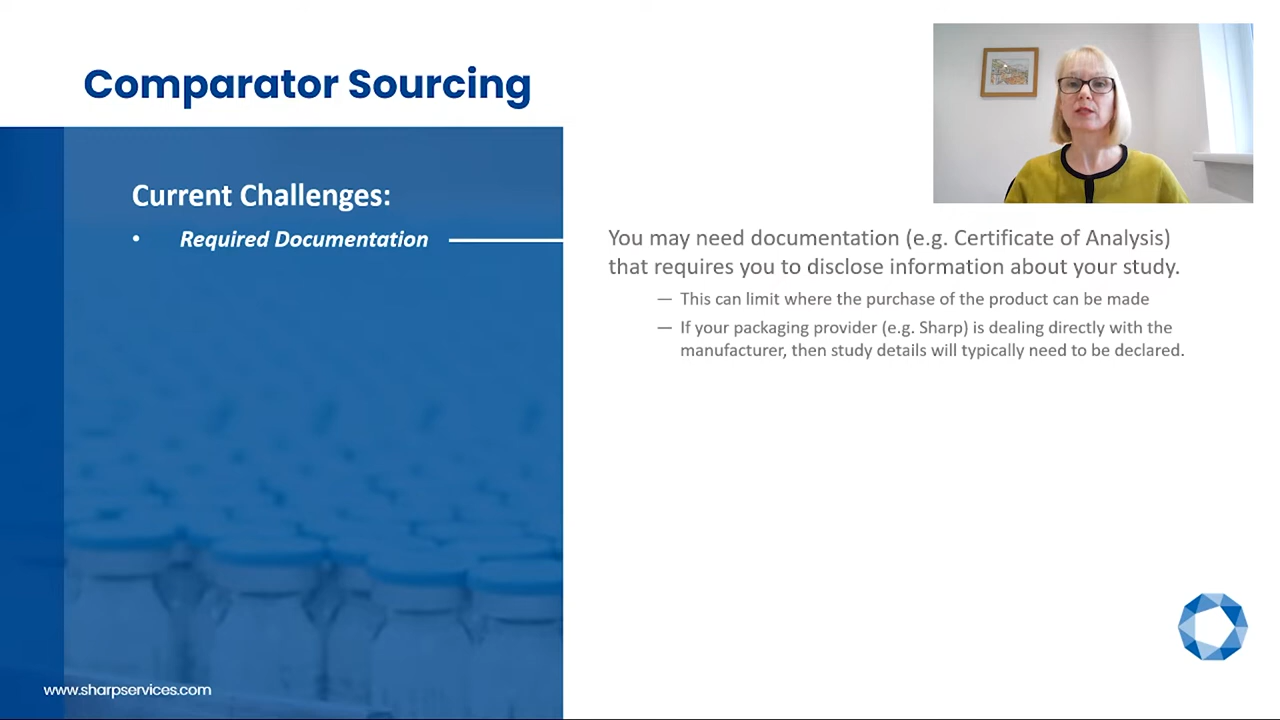 Comparator Sourcing
Current Challenges:
• Required Documentation
You may need documentation (e.g. Certificate of Analysis)
that requires you to disclose information about your study.
— This can limit where the purchase of the product can be made
— If your packaging provider (e.g. Sharp) is dealing directly with the
manufacturer, then study details will typically need to be declared.
www.sharpservices.com